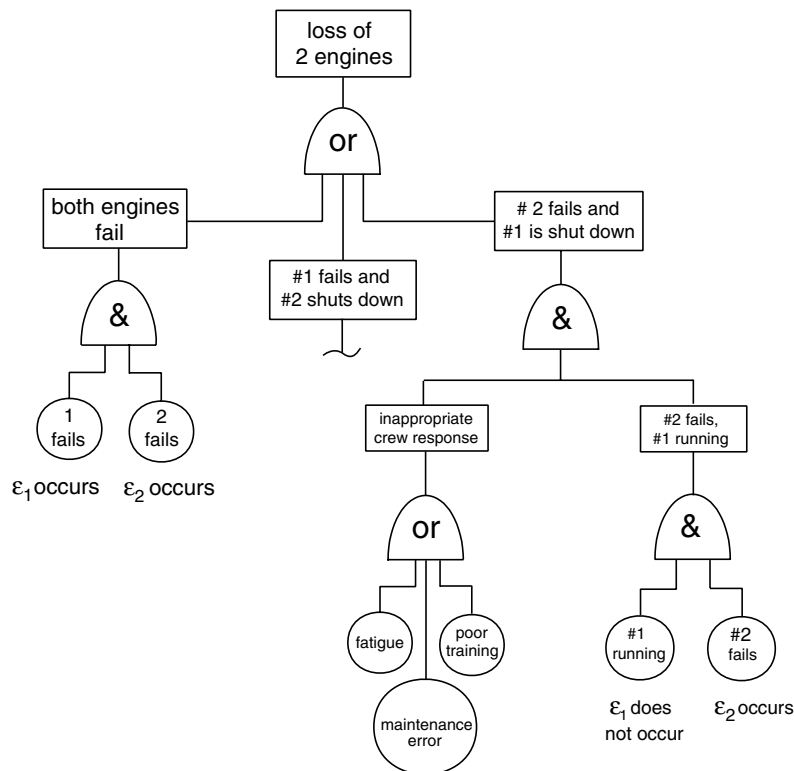 loss of
2 engines
or
both engines
fail
# 2 fails and
#1 is shut down
#1 fails and
#2 shuts down
&
&
1
fails
2
fails
ε1 occurs
ε2 occurs
inappropriate
crew response
#2 fails,
#1 running
or
&
fatigue
poor
training
maintenance
error
#1
running
#2
fails
ε1 does
not occur
ε2 occurs